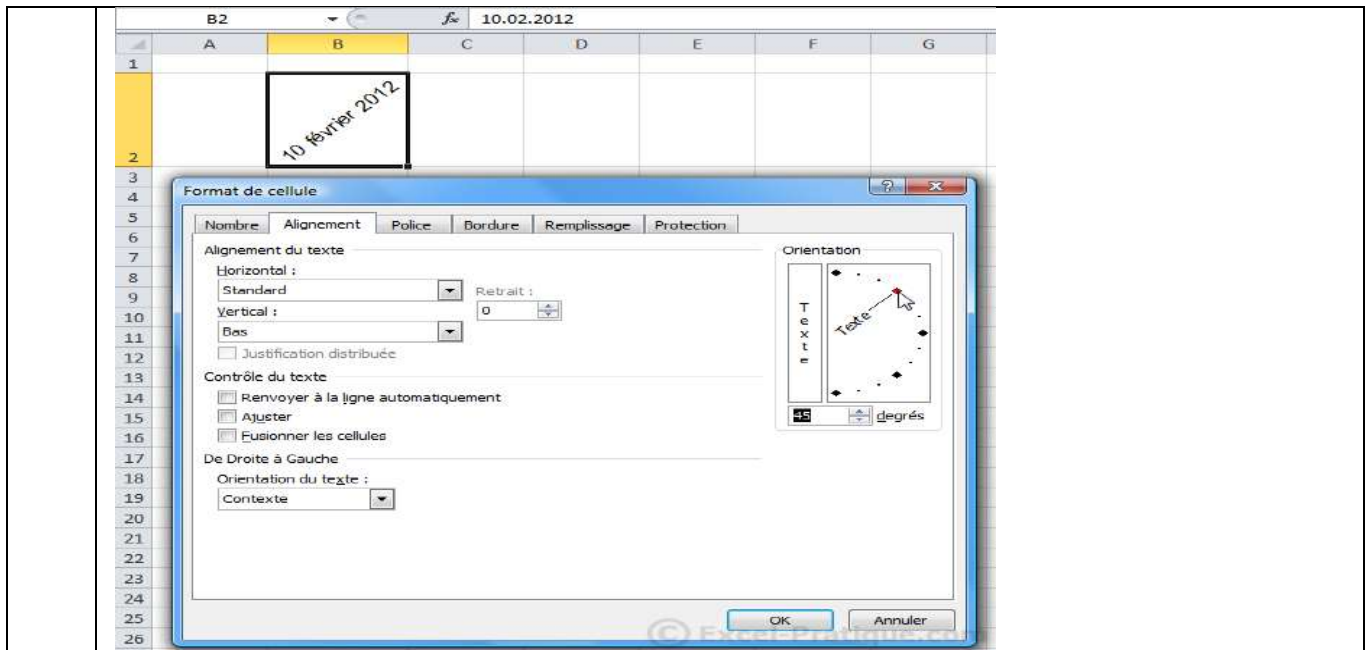 B2 fx 10.02.2012
A B C D E F G
1
10 février 2012
2
3
4
5
6
7
8
9
10
11
12
13
14
15
16
17
18
19
20
21
22
23
24
25
26
Format de cellule
Nombre Alignement Police Bordure Remplissage Protection
Alignement du texte
Horizontal :
Standard
Retrait :
Vertical :
0
Bas
Justification distribuée
Contrôle du texte
Renvoyer à la ligne automatiquement
Ajuster
Fusionner les cellules
De Droite à Gauche
Orientation du texte :
Contexte
Orientation
Texte
Texte
45 degrés
OK Annuler
© Excel-Pratique.com